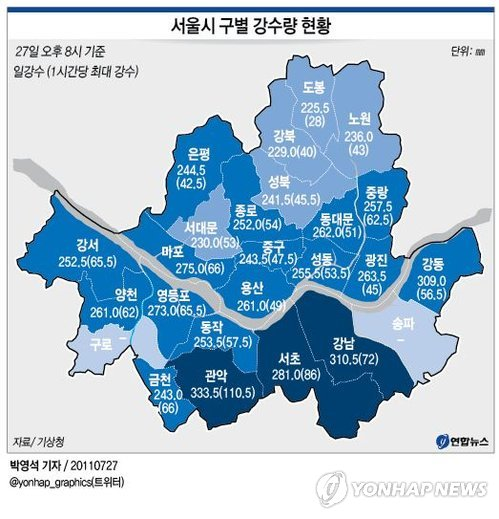 서울시 구별 강수량 현황
27일 오후 8시 기준
일강수 (1시간당 최대 강수)
단위: ㎜
도봉
225.5
(28)
노원
236.0
(43)
강북
229.0(40)
은평
244.5
(42.5)
성북
241.5(45.5)
중랑
257.5
(62.5)
서대문
230.0(53)
종로
252.0(54)
동대문
262.0(51)
강서
252.5(65.5)
마포
275.0(66)
중구
243.5(47.5)
성동
255.5(53.5)
광진
263.5
(45)
강동
309.0
(56.5)
양천
261.0(62)
영등포
273.0(65.5)
용산
261.0(49)
구로
–
동작
253.5(57.5)
송파
–
금천
243.0
(66)
관악
333.5(110.5)
서초
281.0(86)
강남
310.5(72)
자료/ 기상청
연합뉴스
박영석 기자 / 20110727
@yonhap_graphics(트위터)
YONHAP NEWS